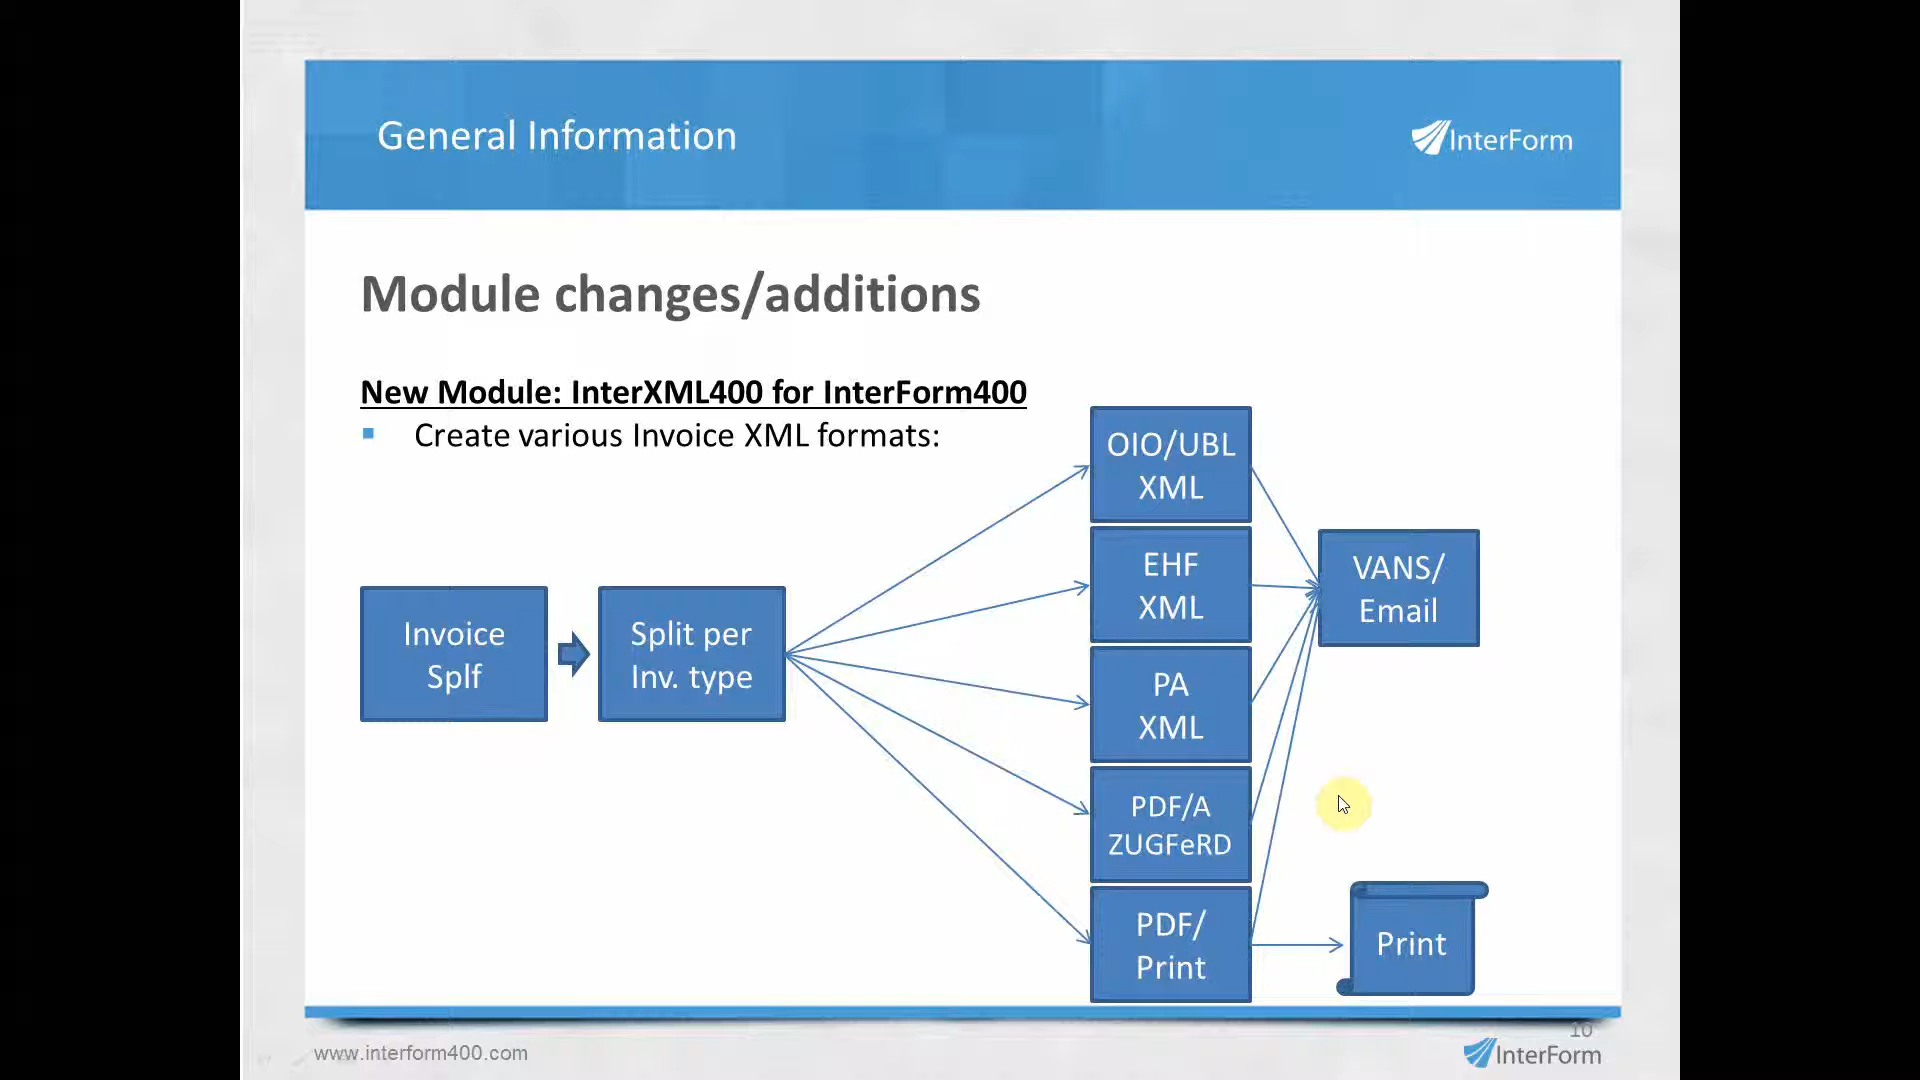 General Information
InterForm
Module changes/additions
New Module: InterXML400 for InterForm400
Create various Invoice XML formats:
Invoice
Splf
Split per
Inv. type
OIO/UBL
XML
EHF
XML
PA
XML
PDF/A
ZUGFeRD
PDF/
Print
VANS/
Email
Print
10
www.interform400.com
InterForm